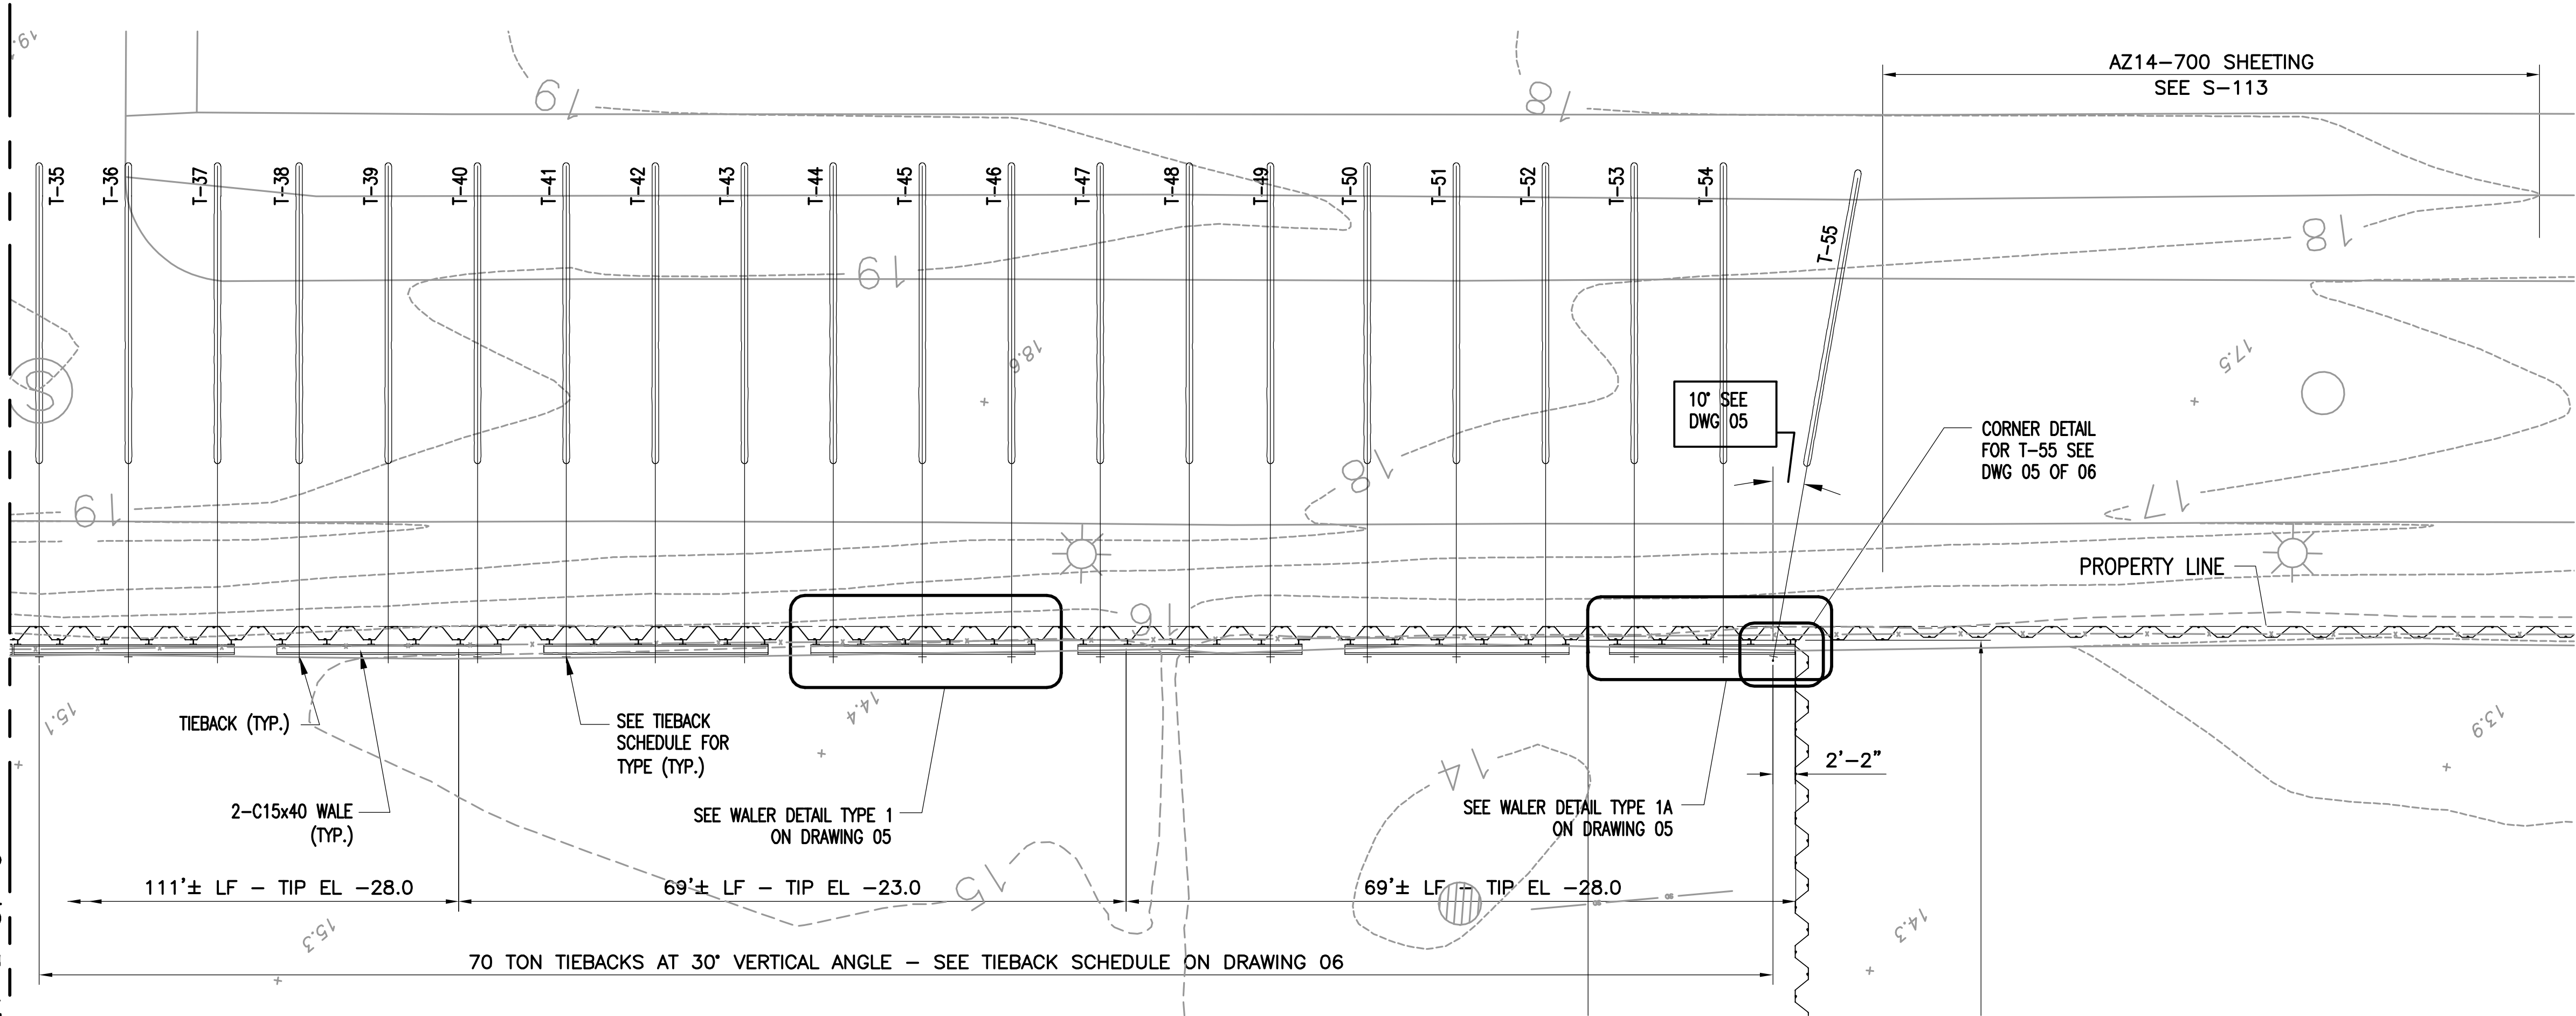 19.
AZ14-700 SHEETING
SEE S-113
19
18
T-35
T-36
T-37
T-38
T-39
T-40
T-41
T-42
T-43
T-44
T-45
T-46
T-47
T-48
T-49
T-50
T-51
T-52
T-53
T-54
T-55
18
19
18.6
17.5
S
10° SEE
DWG 05
CORNER DETAIL
FOR T-55 SEE
DWG 05 OF 06
18
17
19
PROPERTY LINE
16
15.1
TIEBACK (TYP.)
SEE TIEBACK
SCHEDULE FOR
TYPE (TYP.)
14.4
13.9
14
2'-2"
2-C15x40 WALE
(TYP.)
SEE WALER DETAIL TYPE 1
ON DRAWING 05
SEE WALER DETAIL TYPE 1A
ON DRAWING 05
111'± LF - TIP EL -28.0
69'± LF - TIP EL -23.0
15
69'± LF - TIP EL -28.0
15.3
14.3
70 TON TIEBACKS AT 30° VERTICAL ANGLE - SEE TIEBACK SCHEDULE ON DRAWING 06